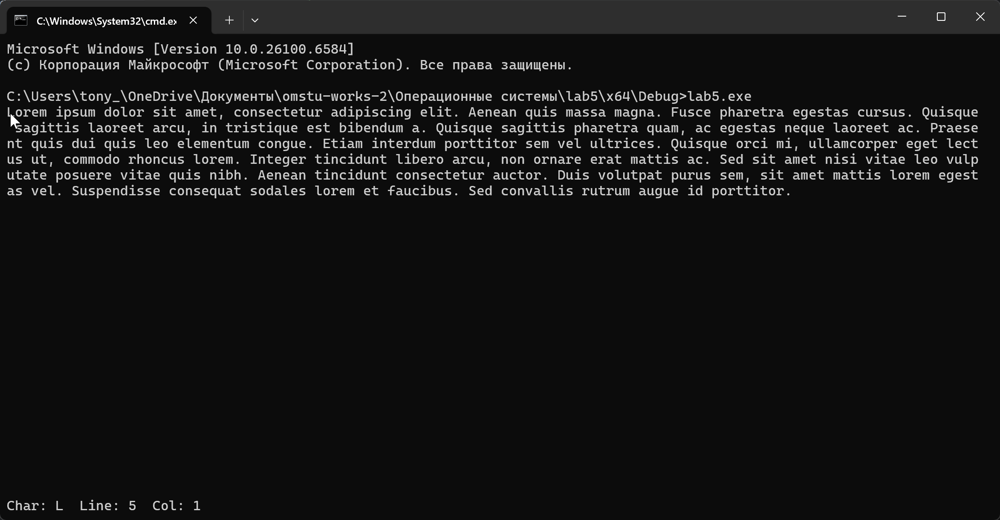 C:\Windows\System32\cmd.ex
Microsoft Windows [Version 10.0.26100.6584]
(c) Корпорация Майкрософт (Microsoft Corporation). Все права защищены.
C:\Users\tony_\OneDrive\Документы\omstu-works-2\Операционные системы\lab5\x64\Debug>lab5.exe
Lorem ipsum dolor sit amet, consectetur adipiscing elit. Aenean quis massa magna. Fusce pharetra egestas cursus. Quisque
sagittis laoreet arcu, in tristique est bibendum a. Quisque sagittis pharetra quam, ac egestas neque laoreet ac. Praese
nt quis dui quis leo elementum congue. Etiam interdum porttitor sem vel ultrices. Quisque orci mi, ullamcorper eget lect
us ut, commodo rhoncus lorem. Integer tincidunt libero arcu, non ornare erat mattis ac. Sed sit amet nisi vitae leo vulp
utate posuere vitae quis nibh. Aenean tincidunt consectetur auctor. Duis volutpat purus sem, sit amet mattis lorem egest
as vel. Suspendisse consequat sodales lorem et faucibus. Sed convallis rutrum augue id porttitor.
Char: L  Line: 5  Col: 1